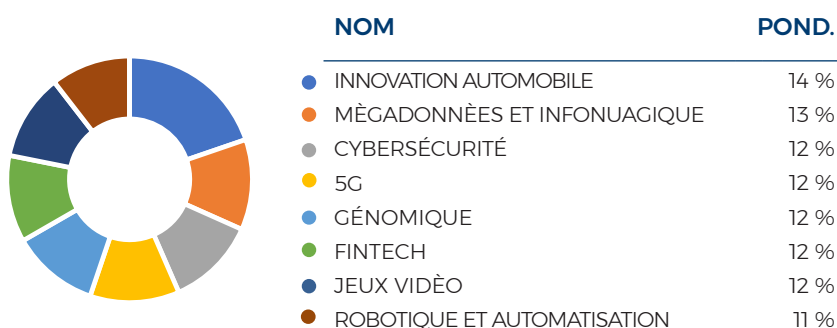 NOM POND.
INNOVATION AUTOMOBILE 14 %
MÈGADONNÈES ET INFONUAGIQUE 13 %
CYBERSÉCURITÉ 12 %
5G 12 %
GÉNOMIQUE 12 %
FINTECH 12 %
JEUX VIDÈO 12 %
ROBOTIQUE ET AUTOMATISATION 11 %